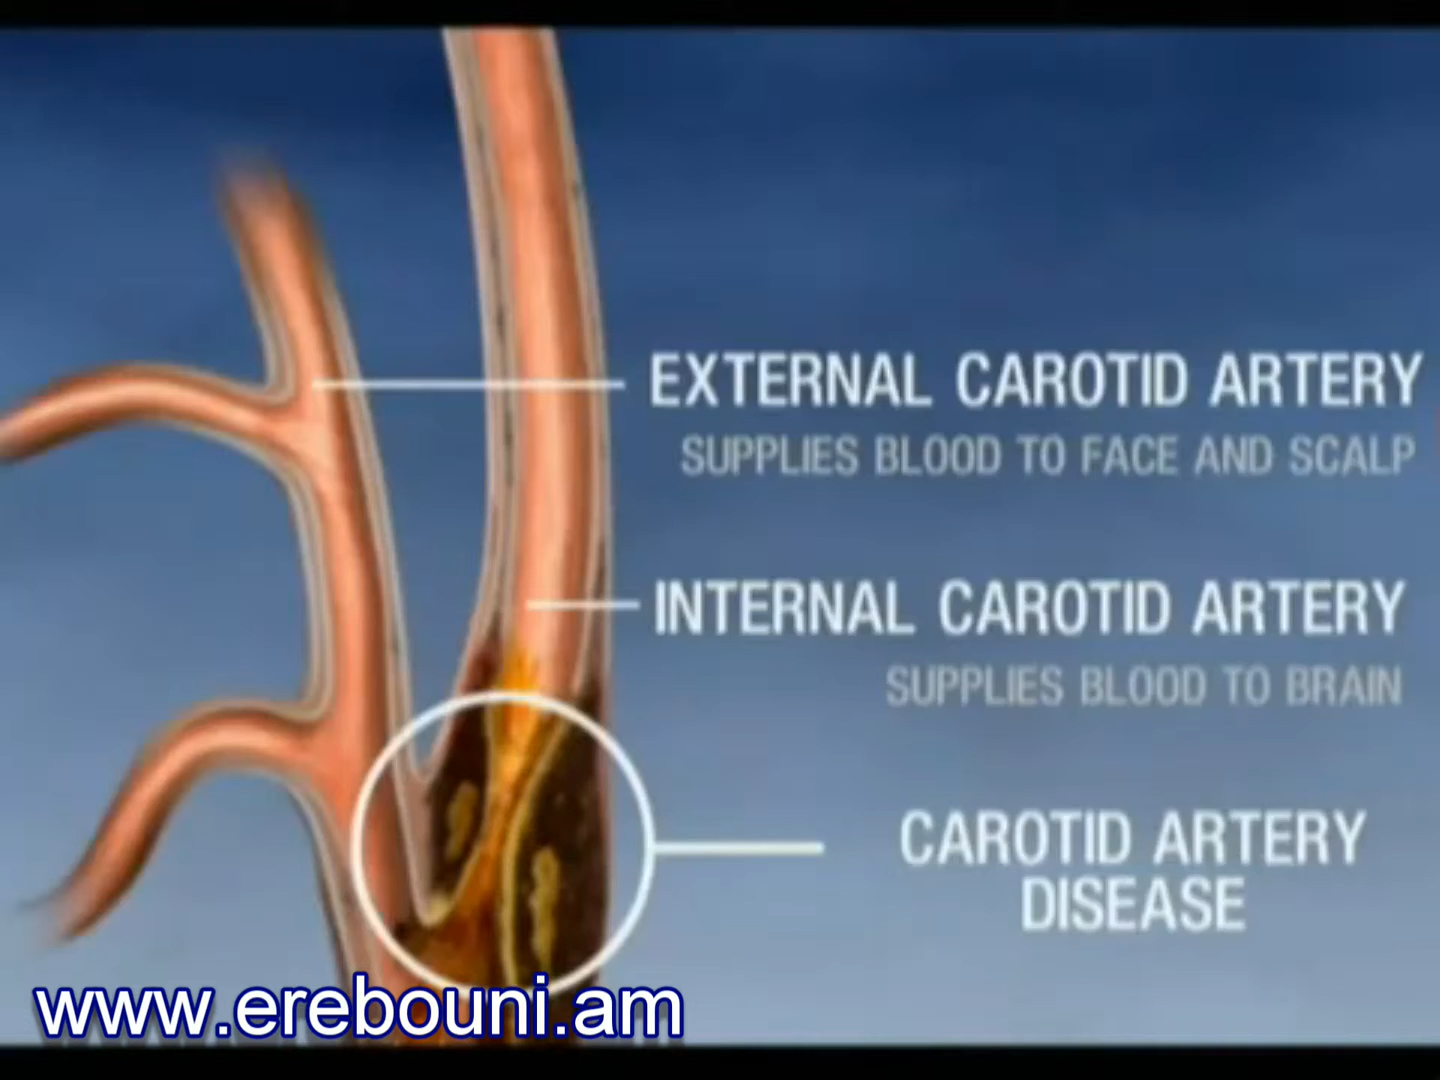 EXTERNAL CAROTID ARTERY
SUPPLIES BLOOD TO FACE AND SCALP
INTERNAL CAROTID ARTERY
SUPPLIES BLOOD TO BRAIN
CAROTID ARTERY
DISEASE
www.erebouni.am